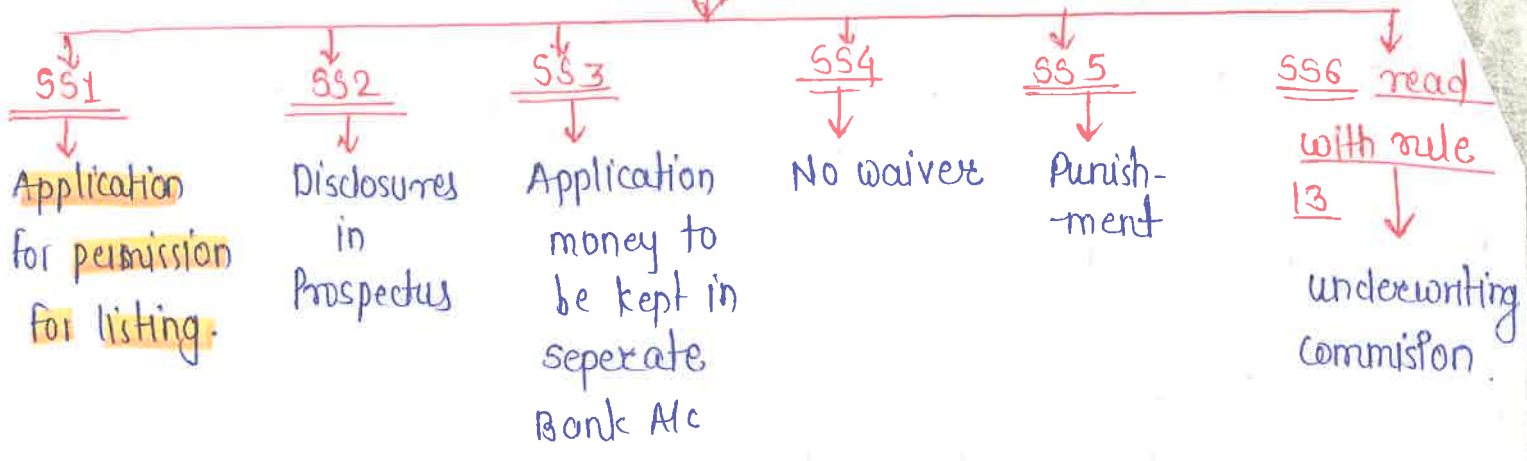 SS1
Application
for permission
for listing.
SS2
Disclosures
in
Prospectus
SS3
Application
money to
be kept in
seperate
Bank A/c
SS4
No waiver
SS5
Punish-
-ment
SS6 read
with rule
13
underwriting
Commision.